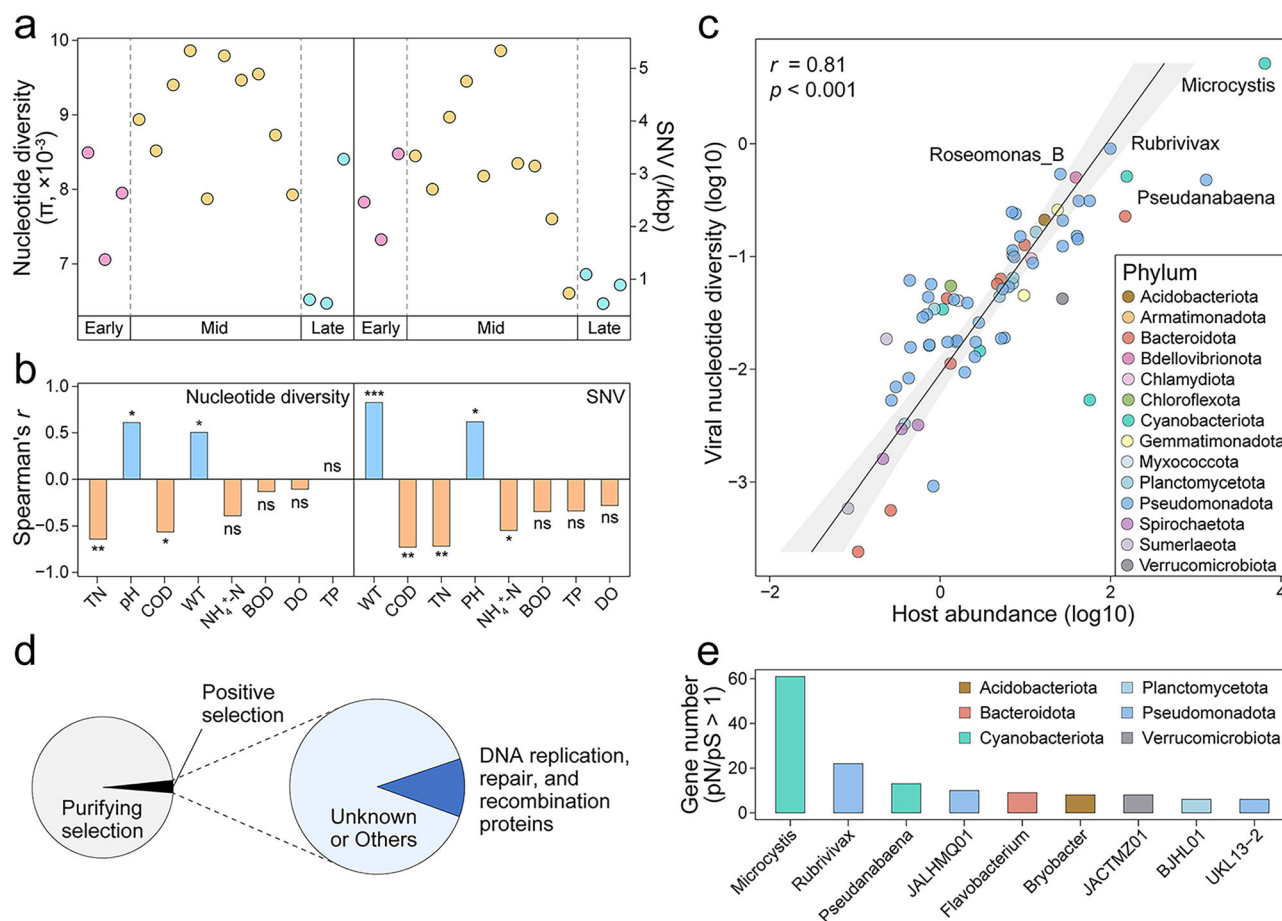 a
Nucleotide diversity
(π, ×10⁻³)
10
9
8
7
SNV (/kbp)
5
4
3
2
1
Early
Mid
Late
Early
Mid
Late
b
Spearman's r
1.0
0.5
0.0
−0.5
−1.0
Nucleotide diversity
SNV
**
*
*
*
ns
ns
ns
ns
***
**
**
*
*
ns
ns
ns
TN
pH
COD
WT
NH₄⁺-N
BOD
DO
TP
WT
COD
TN
PH
NH₄⁺-N
BOD
TP
DO
c
r = 0.81
p < 0.001
Viral nucleotide diversity (log10)
0
−1
−2
−3
−2
0
2
4
Host abundance (log10)
Microcystis
Rubrivivax
Roseomonas_B
Pseudanabaena
Phylum
Acidobacteriota
Armatimonadota
Bacteroidota
Bdellovibrionota
Chlamydiota
Chloroflexota
Cyanobacteriota
Gemmatimonadota
Myxococcota
Planctomycetota
Pseudomonadota
Spirochaetota
Sumerlaeota
Verrucomicrobiota
d
Positive
selection
Purifying
selection
Unknown
or Others
DNA replication,
repair, and
recombination
proteins
e
Gene number
(pN/pS > 1)
60
40
20
0
Acidobacteriota
Bacteroidota
Cyanobacteriota
Planctomycetota
Pseudomonadota
Verrucomicrobiota
Microcystis
Rubrivivax
Pseudanabaena
JALHMQ01
Flavobacterium
Bryobacter
JACTMZ01
BJHL01
UKL13−2